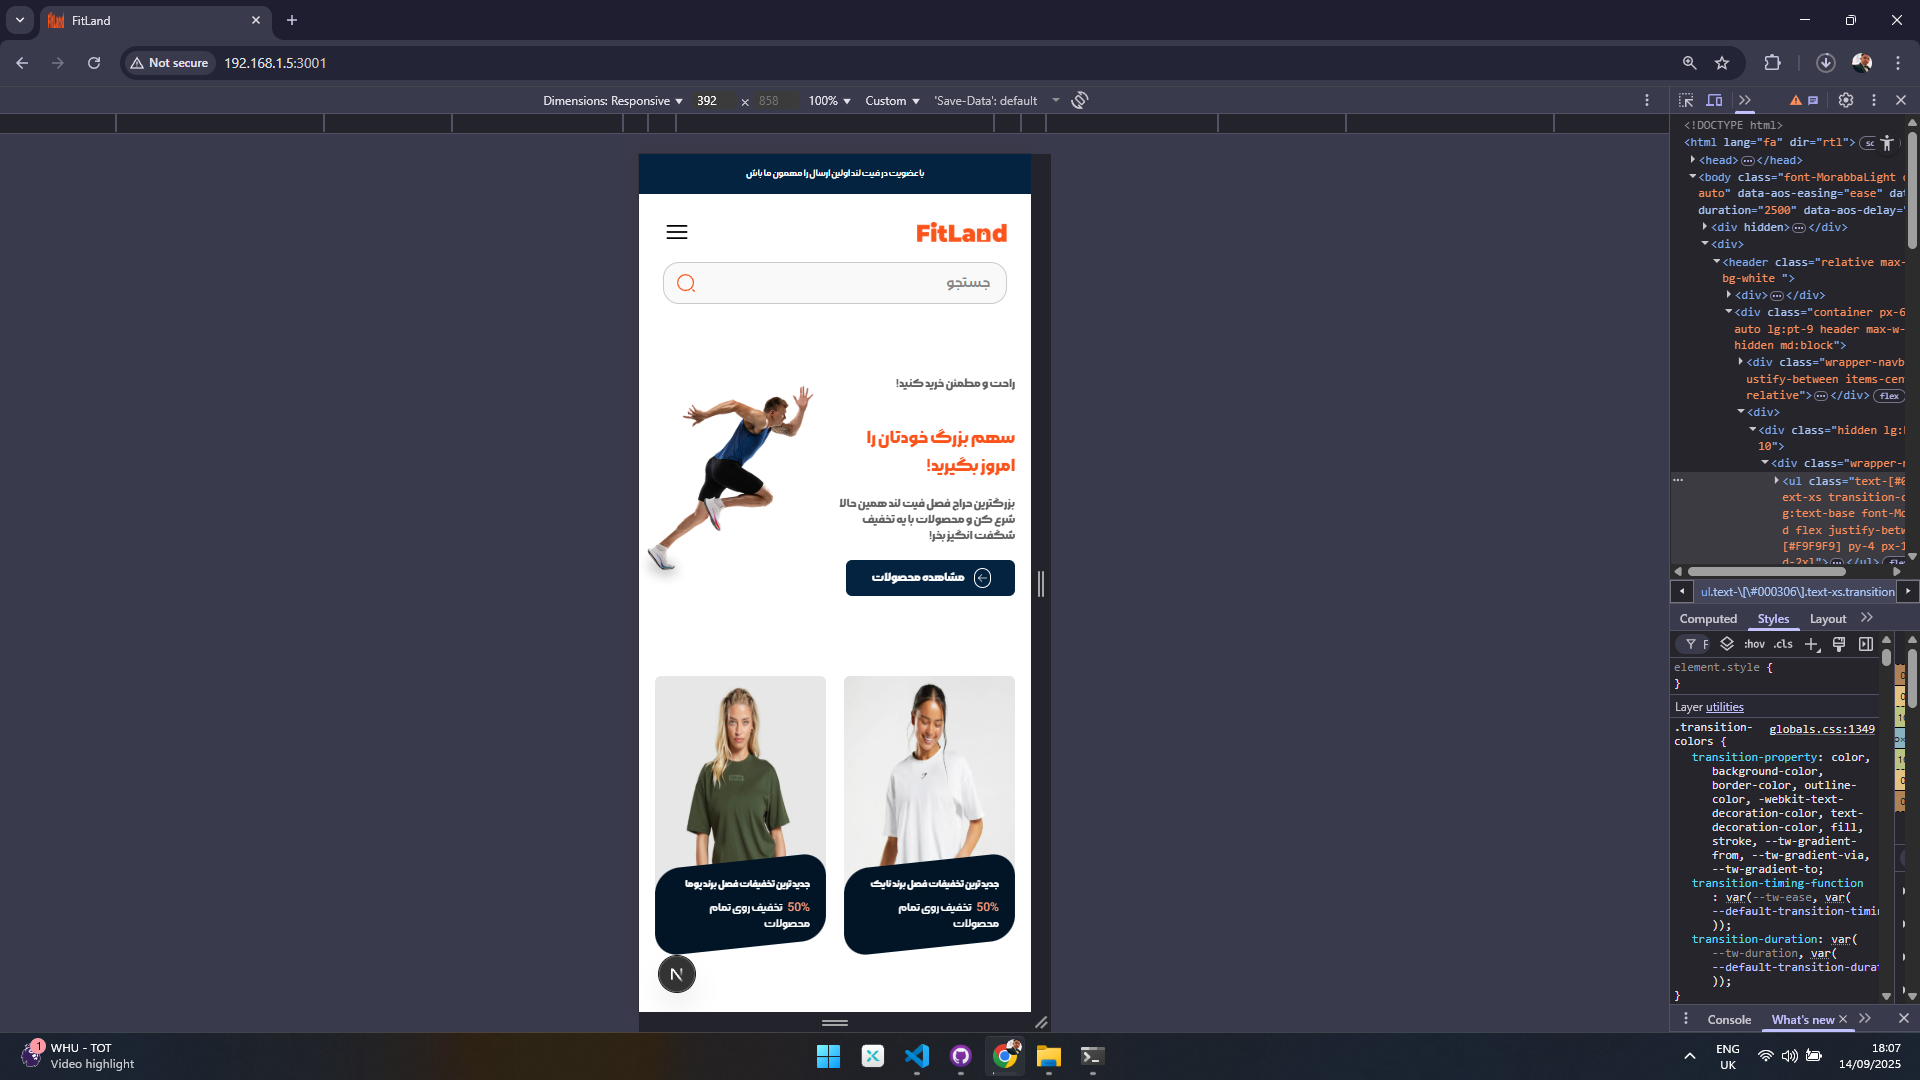 FitLand
Not secure
192.168.1.5:3001
Dimensions: Responsive
392
×
858
100%
Custom
'Save-Data': default
با عضویت در فیت لند اولین ارسال را مهمون ما باش
FitLand
جستجو
راحت و مطمئن خرید کنید!
سهم بزرگ خودتان را
امروز بگیرید!
بزرگترین حراج فصل فیت لند همین حالا
شرع کن و محصولات با یه تخفیف
شگفت انگیز بخر!
مشاهده محصولات
جدیدترین تخفیفات فصل برند نایک
50% تخفیف روی تمام
محصولات
جدیدترین تخفیفات فصل برند پوما
50% تخفیف روی تمام
محصولات
N
<!DOCTYPE html>
<html lang="fa" dir="rtl">
sc
<head>
</head>
<body class="font-MorabbaLight
auto" data-aos-easing="ease"
duration="2500" data-aos-delay="
<div hidden>
</div>
<div>
<header class="relative max-
bg-white ">
<div>
</div>
<div class="container px-6
auto lg:pt-9 header max-w-
hidden md:block">
<div class="wrapper-navb
ustify-between items-cen
relative">
</div>
flex
<div>
<div class="hidden lg:
10">
<div class="wrapper-
<ul class="text-[#0
ext-xs transition-c
g:text-base font-Mo
d flex justify-betw
[#F9F9F9] py-4 px-1
d-2xl">
</ul>
ul.text-\[\#000306\].text-xs.transition
Computed
Styles
Layout
F
:hov
.cls
element.style {
}
Layer utilities
.transition-
colors {
globals.css:1349
transition-property: color,
background-color,
border-color, outline-
color, -webkit-text-
decoration-color, text-
decoration-color, fill,
stroke, --tw-gradient-
from, --tw-gradient-via,
--tw-gradient-to;
transition-timing-function
: var(--tw-ease, var(
--default-transition-timi
));
transition-duration: var(
--tw-duration, var(
--default-transition-dura
));
}
Console
What's new
1
WHU - TOT
Video highlight
ENG
UK
18:07
14/09/2025